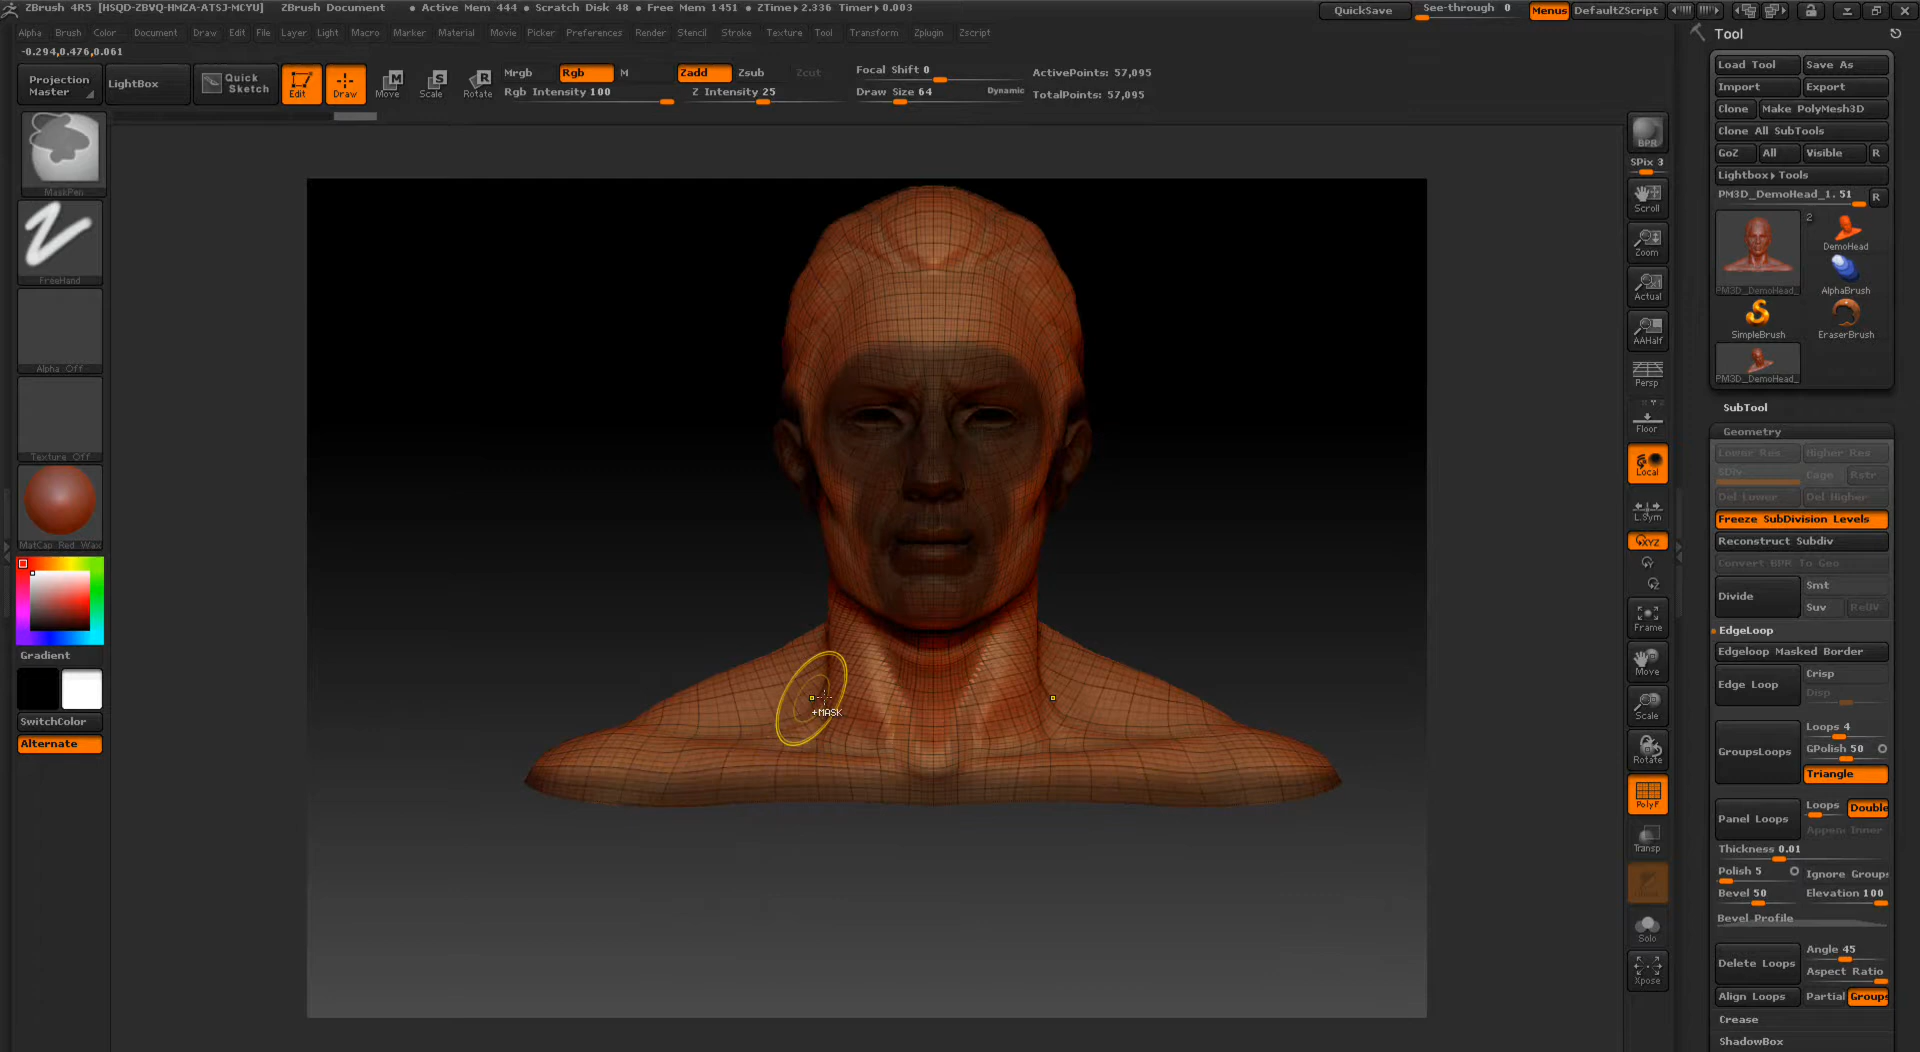 ZBrush 4R5 [HSQD-ZBVQ-HMZA-ATSJ-MCYU] ZBrush Document • Active Mem 444 • Scratch Disk 48 • Free Mem 1451 • ZTime▸2.336 Timer▸0.003 QuickSave See-through 0 Menus DefaultZScript
Alpha Brush Color Document Draw Edit File Layer Light Macro Marker Material Movie Picker Preferences Render Stencil Stroke Texture Tool Transform Zplugin Zscript
-0.294,0.476,0.061
Projection Master
LightBox
Quick Sketch
Edit
Draw
Move
Scale
Rotate
Mrgb Rgb M
Rgb Intensity 100
Zadd Zsub Zcut
Z Intensity 25
Focal Shift 0
Draw Size 64 Dynamic
ActivePoints: 57,095
TotalPoints: 57,095
MaskPen
FreeHand
Alpha Off
Texture Off
MatCap Red Wax
Gradient
SwitchColor
Alternate
+MASK
BPR
SPix 3
Scroll
Zoom
Actual
AAHalf
Persp
Floor
Local
L.Sym
XYZ
Y
Z
Frame
Move
Scale
Rotate
PolyF
Transp
Solo
Xpose
Tool
Load Tool Save As
Import Export
Clone Make PolyMesh3D
Clone All SubTools
GoZ All Visible R
Lightbox▸Tools
PM3D_DemoHead_1. 51 R
2
DemoHead
PM3D_DemoHead_ AlphaBrush
SimpleBrush EraserBrush
PM3D_DemoHead_
SubTool
Geometry
Lower Res Higher Res
SDiv Cage Rstr
Del Lower Del Higher
Freeze SubDivision Levels
Reconstruct Subdiv
Convert BPR To Geo
Divide Smt
Suv ReUV
EdgeLoop
Edgeloop Masked Border
Edge Loop Crisp
Disp
GroupsLoops Loops 4
GPolish 50
Triangle
Panel Loops Loops Double
Append Inner
Thickness 0.01
Polish 5 Ignore Groups
Bevel 50 Elevation 100
Bevel Profile
Delete Loops Angle 45
Aspect Ratio
Align Loops Partial Groups
Crease
ShadowBox